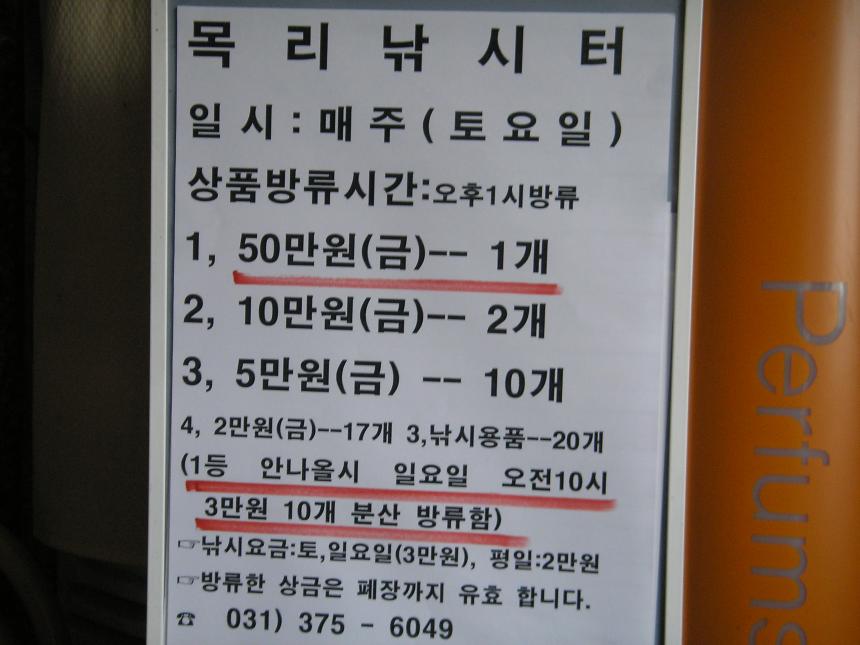 목 리 낚 시 터
일 시 : 매 주 ( 토 요 일 )
상품방류시간:오후1시방류
1, 50만원(금)-- 1개
2, 10만원(금)-- 2개
3, 5만원(금) -- 10개
4, 2만원(금)--17개 3,낚시용품--20개
(1등 안나올시 일요일 오전10시
3만원 10개 분산 방류함)
☞낚시요금:토,일요일(3만원), 평일:2만원
☞방류한 상금은 폐장까지 유효 합니다.
☎ 031) 375 - 6049
Perfums